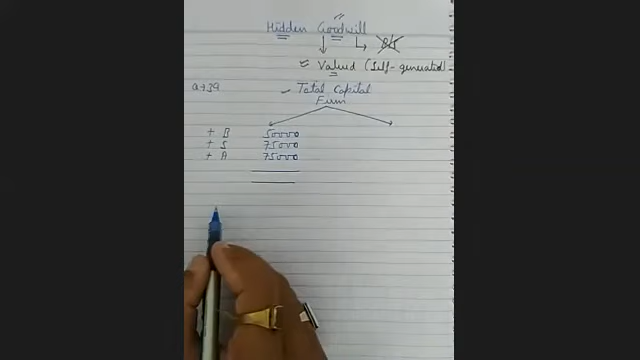 Hidden Goodwill
Valued (Self-generated
Q+39
Total Capital
Firm
+ B 50000
+ S 75000
+ A 75000